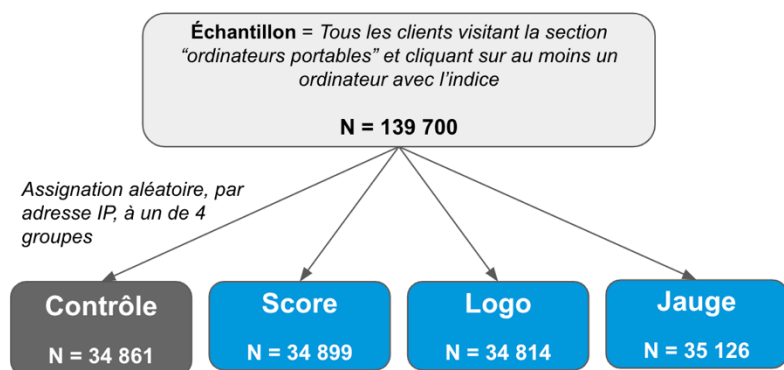 Échantillon = Tous les clients visitant la section
“ordinateurs portables” et cliquant sur au moins un
ordinateur avec l’indice
N = 139 700
Assignation aléatoire, par
adresse IP, à un de 4
groupes
Contrôle
N = 34 861
Score
N = 34 899
Logo
N = 34 814
Jauge
N = 35 126